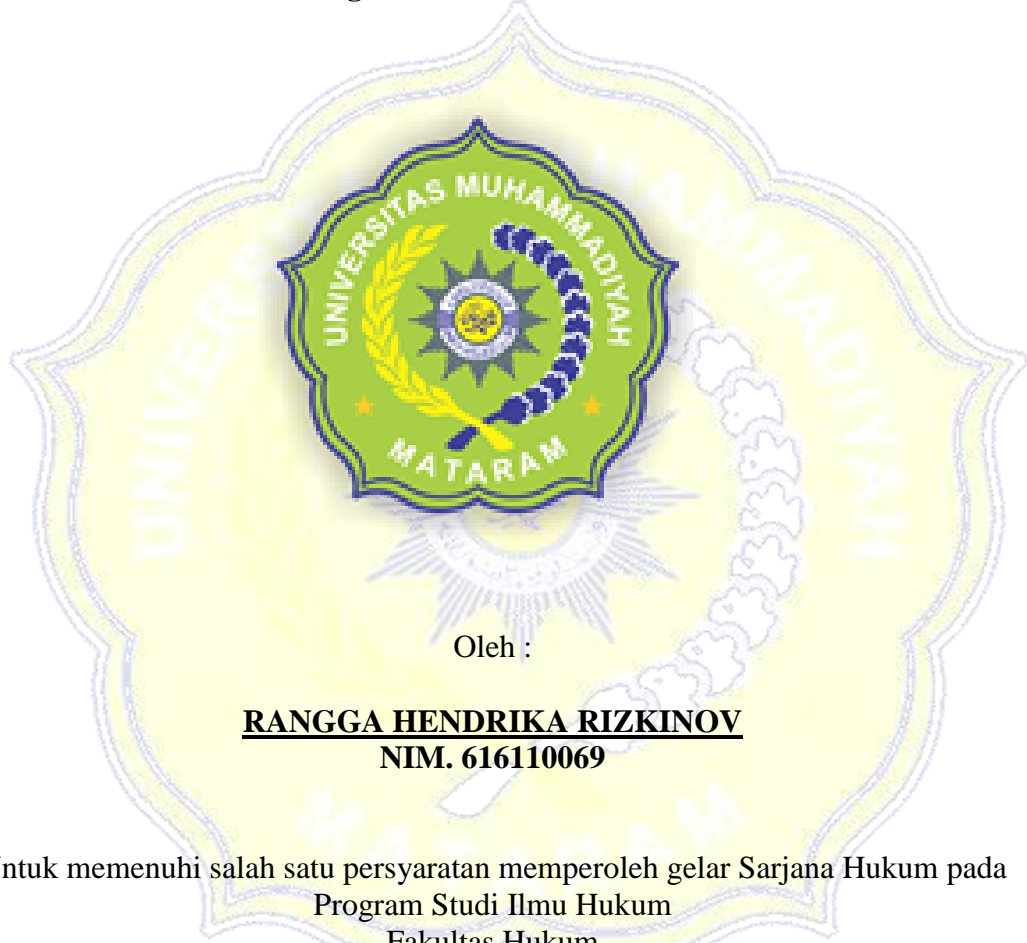 UNIVERSITAS MUHAMMADIYAH
MATARAM
Oleh :
RANGGA HENDRIKA RIZKINOV
NIM. 616110069
Untuk memenuhi salah satu persyaratan memperoleh gelar Sarjana Hukum pada
Program Studi Ilmu Hukum
Fakultas Hukum